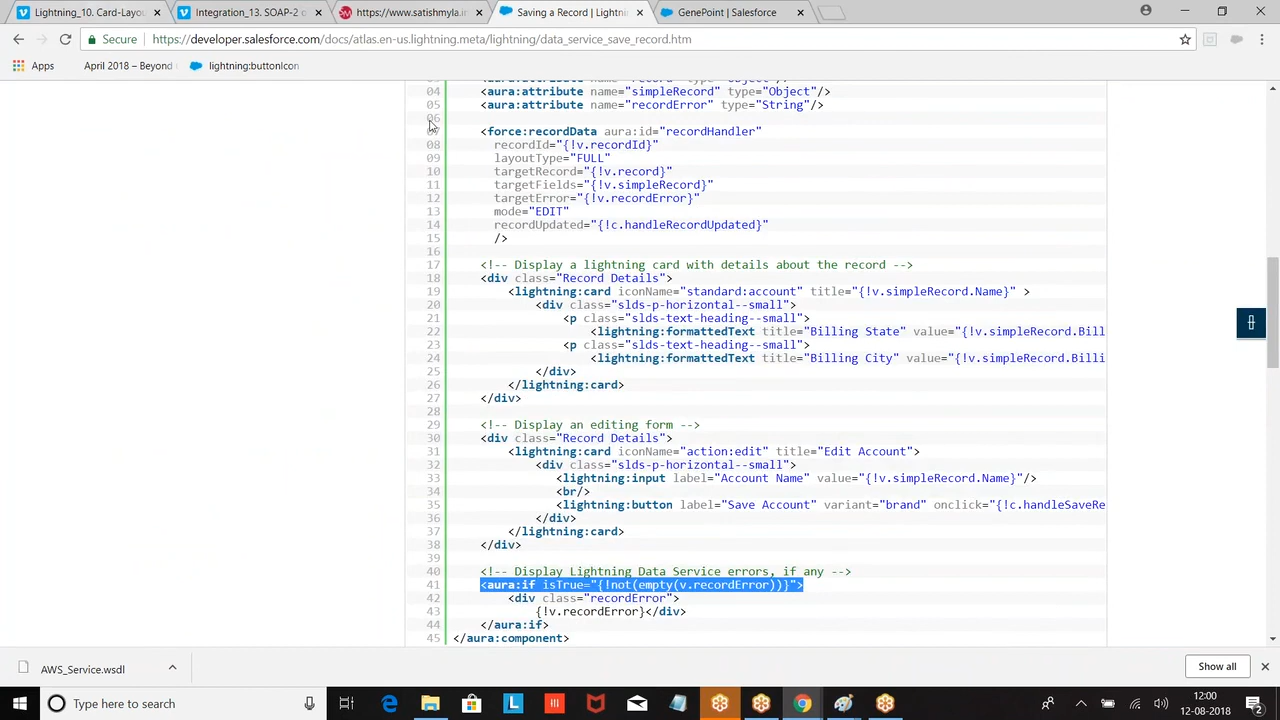 Lightning_10. Card-Layou
Integration_13. SOAP-2 o
https://www.satishmyla.in
Saving a Record | Lightni
GenePoint | Salesforce
Secure
https://developer.salesforce.com/docs/atlas.en-us.lightning.meta/lightning/data_service_save_record.htm
Apps
April 2018 – Beyond
lightning:buttonIcon
04 <aura:attribute name="simpleRecord" type="Object"/>
05 <aura:attribute name="recordError" type="String"/>
06
07 <force:recordData aura:id="recordHandler"
08 recordId="{!v.recordId}"
09 layoutType="FULL"
10 targetRecord="{!v.record}"
11 targetFields="{!v.simpleRecord}"
12 targetError="{!v.recordError}"
13 mode="EDIT"
14 recordUpdated="{!c.handleRecordUpdated}"
15 />
16
17 <!-- Display a lightning card with details about the record -->
18 <div class="Record Details">
19 <lightning:card iconName="standard:account" title="{!v.simpleRecord.Name}" >
20 <div class="slds-p-horizontal--small">
21 <p class="slds-text-heading--small">
22 <lightning:formattedText title="Billing State" value="{!v.simpleRecord.Bill
23 <p class="slds-text-heading--small">
24 <lightning:formattedText title="Billing City" value="{!v.simpleRecord.Billi
25 </div>
26 </lightning:card>
27 </div>
28
29 <!-- Display an editing form -->
30 <div class="Record Details">
31 <lightning:card iconName="action:edit" title="Edit Account">
32 <div class="slds-p-horizontal--small">
33 <lightning:input label="Account Name" value="{!v.simpleRecord.Name}"/>
34 <br/>
35 <lightning:button label="Save Account" variant="brand" onclick="{!c.handleSaveRe
36 </div>
37 </lightning:card>
38 </div>
39
40 <!-- Display Lightning Data Service errors, if any -->
41 <aura:if isTrue="{!not(empty(v.recordError))}">
42 <div class="recordError">
43 {!v.recordError}</div>
44 </aura:if>
45 </aura:component>
AWS_Service.wsdl
Show all
Type here to search
12:00
12-08-2018